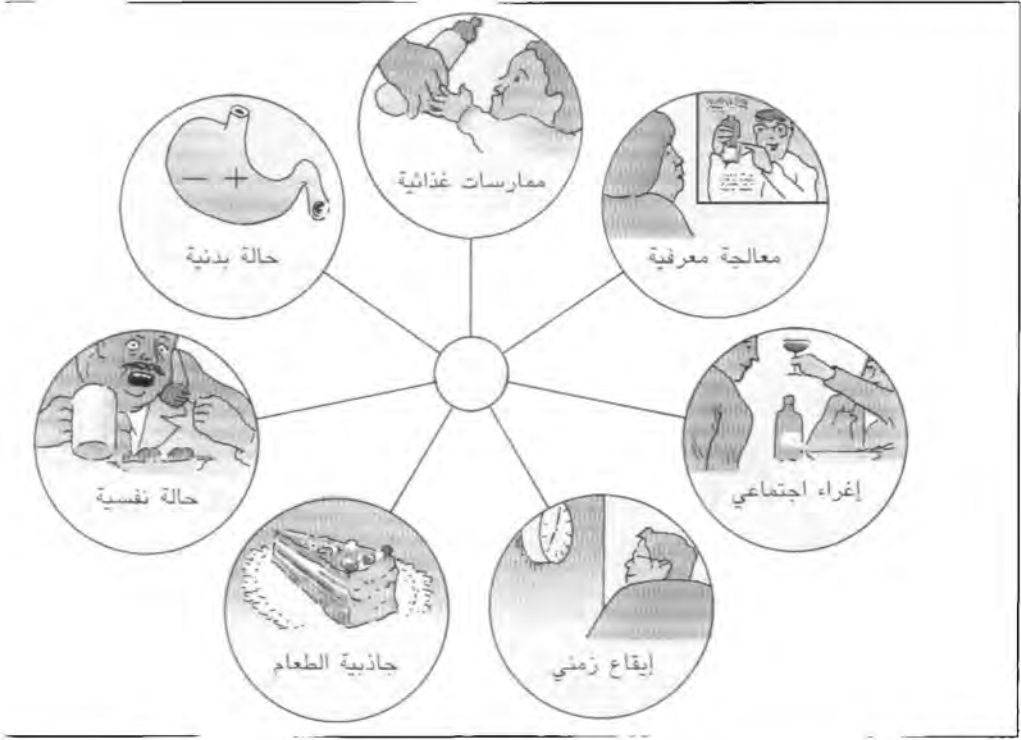 ممارسات غذائية
معالجة معرفية
حالة بدنية
إغراء اجتماعي
حالة نفسية
إيقاع زمني
جاذبية الطعام